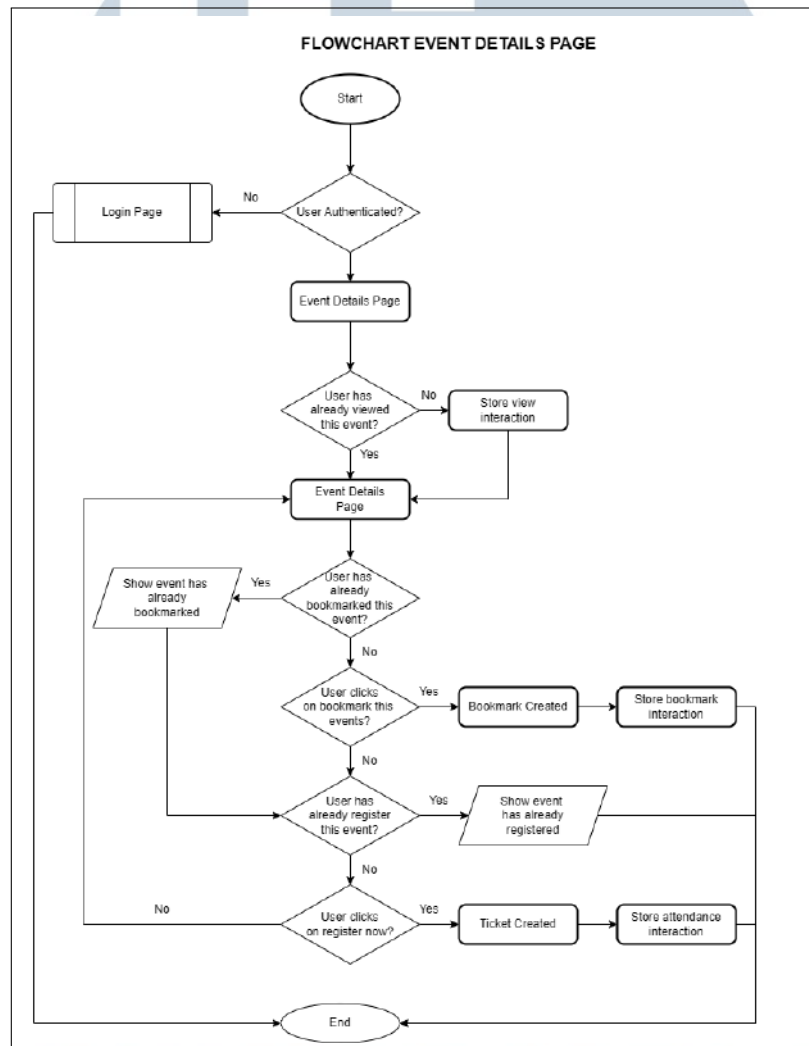 FLOWCHART EVENT DETAILS PAGE
Start
No
Login Page
User Authenticated?
Event Details Page
User has
already viewed
this event?
No
Store view
interaction
Yes
Event Details
Page
Show event has
already
bookmarked
Yes
User has
already
bookmarked this
event?
No
User clicks
on bookmark this
events?
Yes
Bookmark Created
Store bookmark
interaction
No
User has
already register
this event?
Yes
Show event
has already
registered
No
No
User clicks
on register now?
Yes
Ticket Created
Store attendance
interaction
End